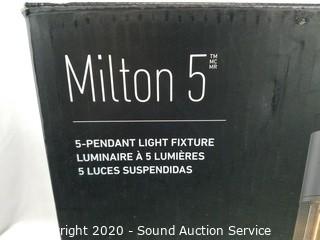 Milton 5 ™ MC MR
5-PENDANT LIGHT FIXTURE
LUMINAIRE À 5 LUMIÈRES
5 LUCES SUSPENDIDAS
yright 2020 - Sound Auction Service